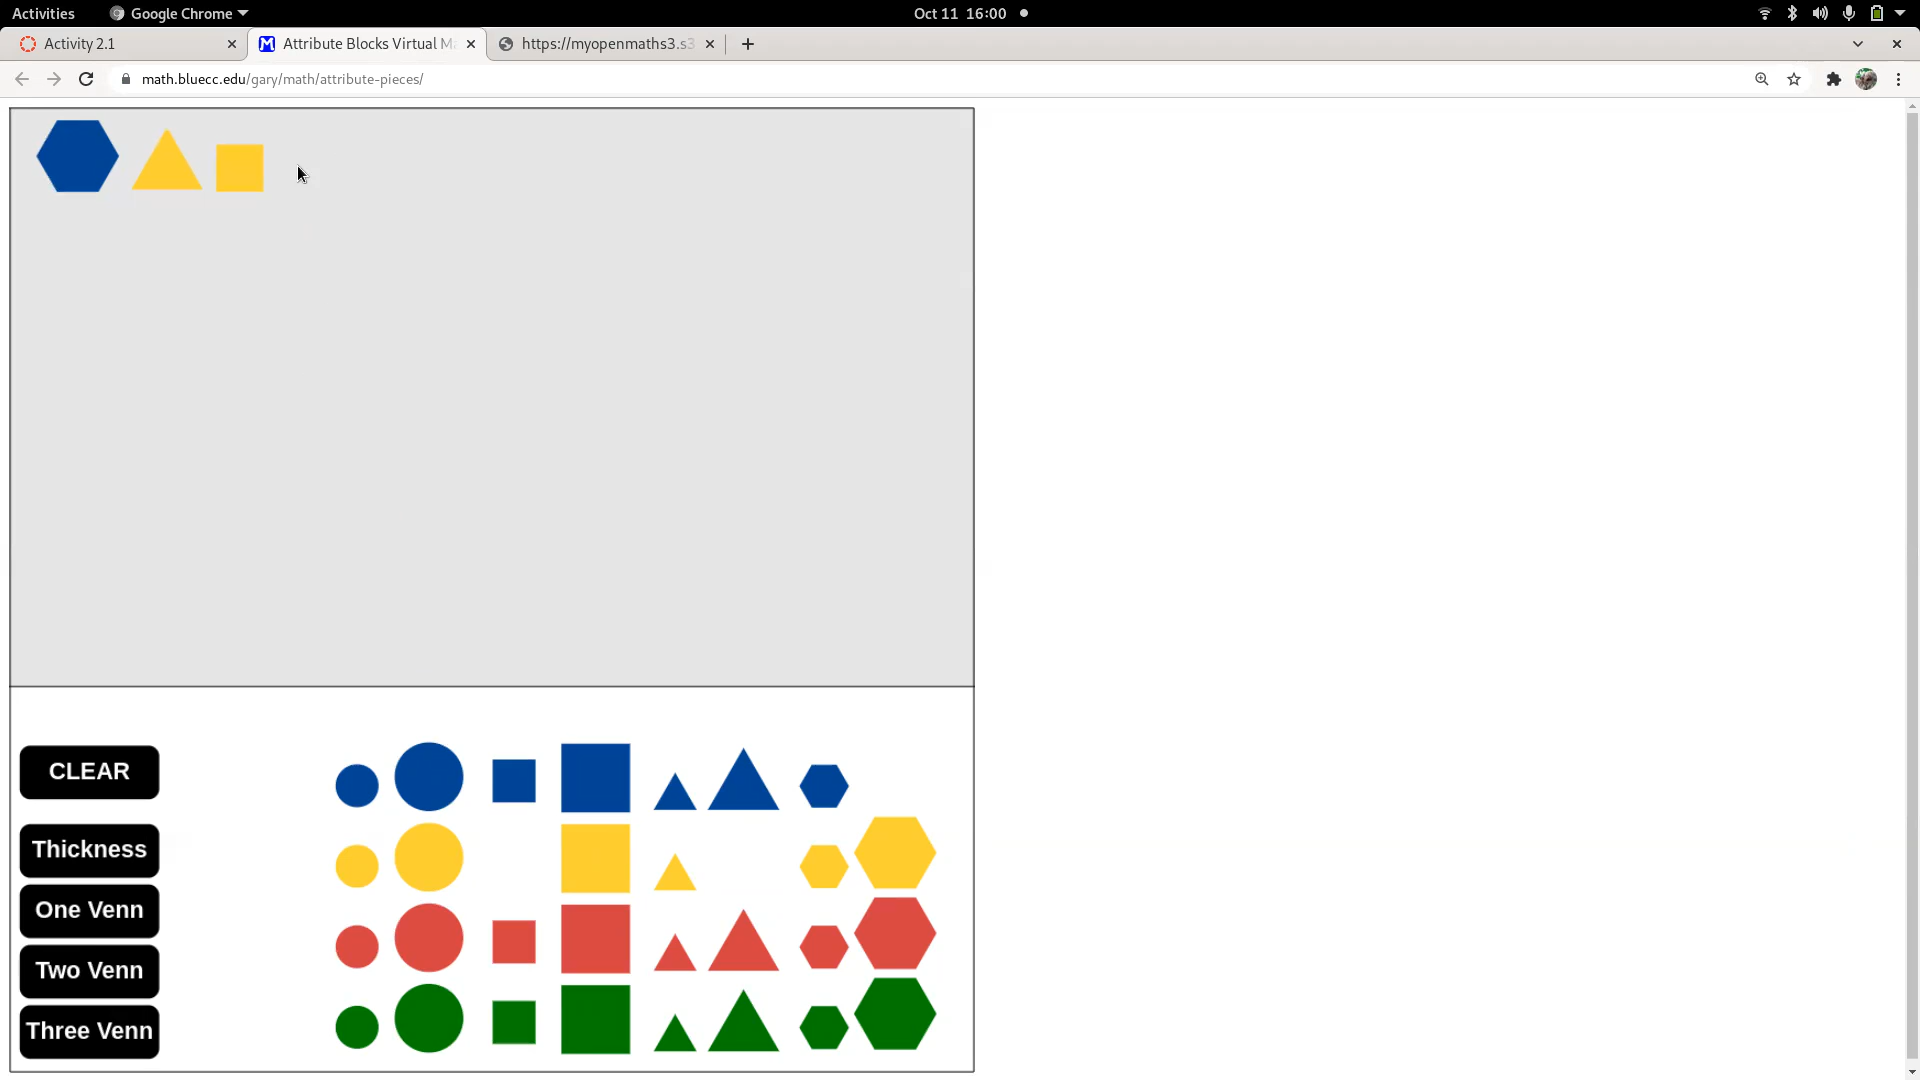 Activities
Google Chrome
Oct 11 16:00
Activity 2.1
Attribute Blocks Virtual M
https://myopenmaths3.s3
math.bluecc.edu/gary/math/attribute-pieces/
CLEAR
Thickness
One Venn
Two Venn
Three Venn